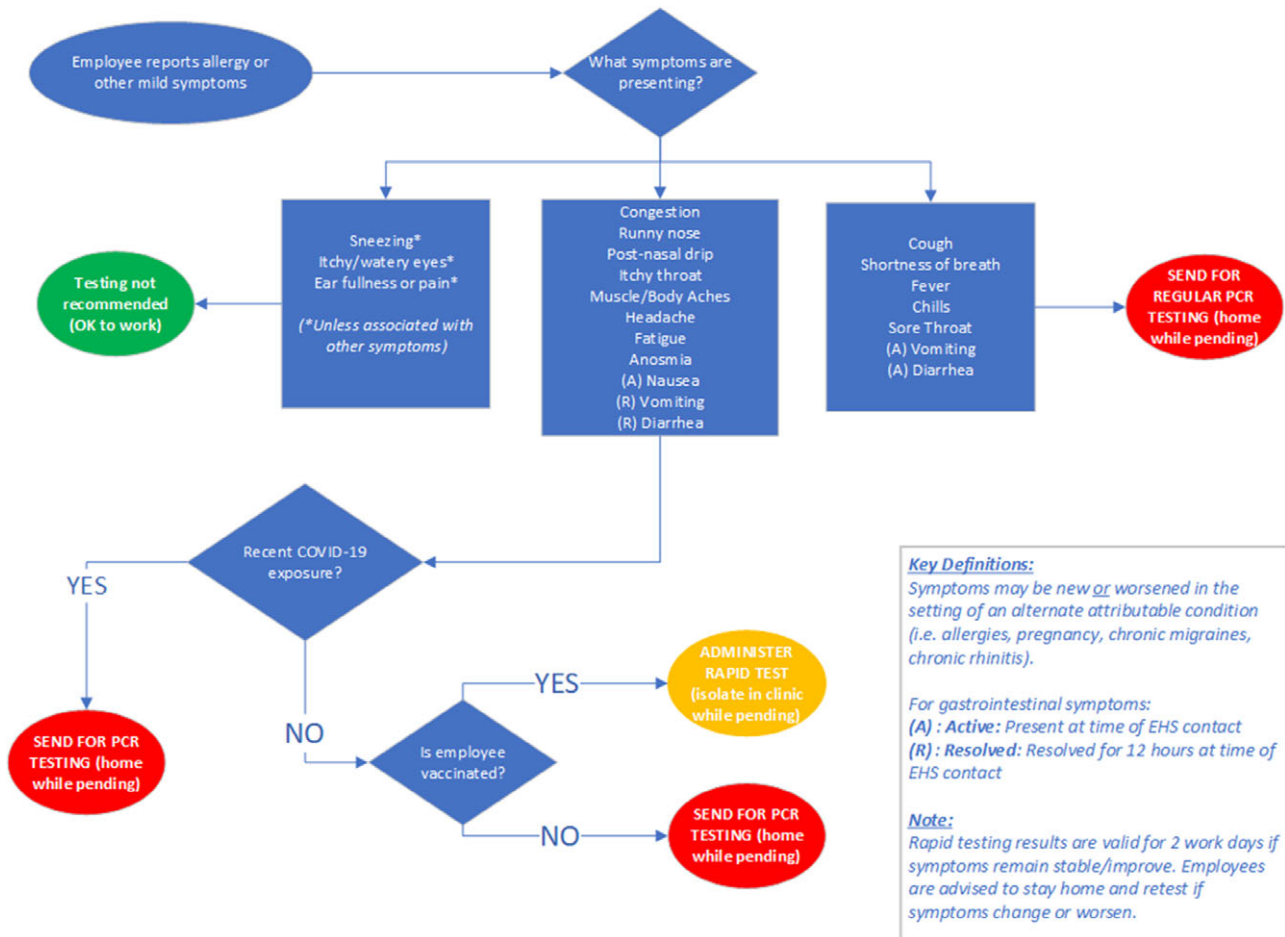 Employee reports allergy or
other mild symptoms
What symptoms are
presenting?
Sneezing*
Itchy/watery eyes*
Ear fullness or pain*
(*Unless associated with
other symptoms)
Testing not
recommended
(OK to work)
Congestion
Runny nose
Post-nasal drip
Itchy throat
Muscle/Body Aches
Headache
Fatigue
Anosmia
(A) Nausea
(R) Vomiting
(R) Diarrhea
Cough
Shortness of breath
Fever
Chills
Sore Throat
(A) Vomiting
(A) Diarrhea
SEND FOR
REGULAR PCR
TESTING (home
while pending)
Recent COVID-19
exposure?
YES
SEND FOR PCR
TESTING (home
while pending)
NO
Is employee
vaccinated?
YES
ADMINISTER
RAPID TEST
(isolate in clinic
while pending)
NO
SEND FOR PCR
TESTING (home
while pending)
Key Definitions:
Symptoms may be new or worsened in the
setting of an alternate attributable condition
(i.e. allergies, pregnancy, chronic migraines,
chronic rhinitis).
For gastrointestinal symptoms:
(A) : Active: Present at time of EHS contact
(R) : Resolved: Resolved for 12 hours at time of
EHS contact
Note:
Rapid testing results are valid for 2 work days if
symptoms remain stable/improve. Employees
are advised to stay home and retest if
symptoms change or worsen.